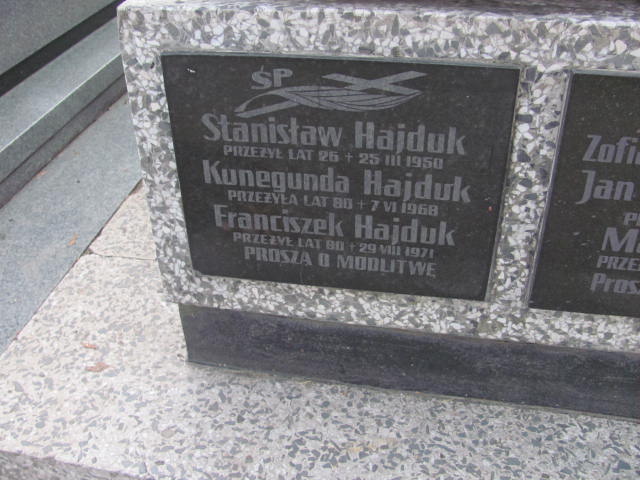 ŚP
Stanisław Hajduk
PRZEŻYŁ LAT 26 + 25 III 1950
Kunegunda Hajduk
PRZEŻYŁA LAT 80 + 7 VI 1968
Franciszek Hajduk
PRZEŻYŁ LAT 80 + 29 VIII 1971
PROSZĄ O MODLITWĘ
Jan